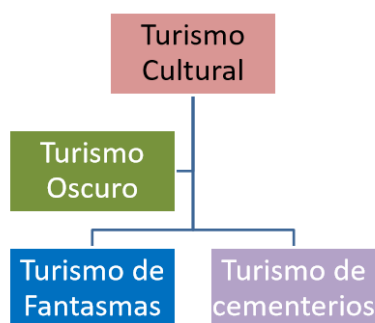 Turismo
Cultural
Turismo
Oscuro
Turismo de
Fantasmas
Turismo de
cementerios